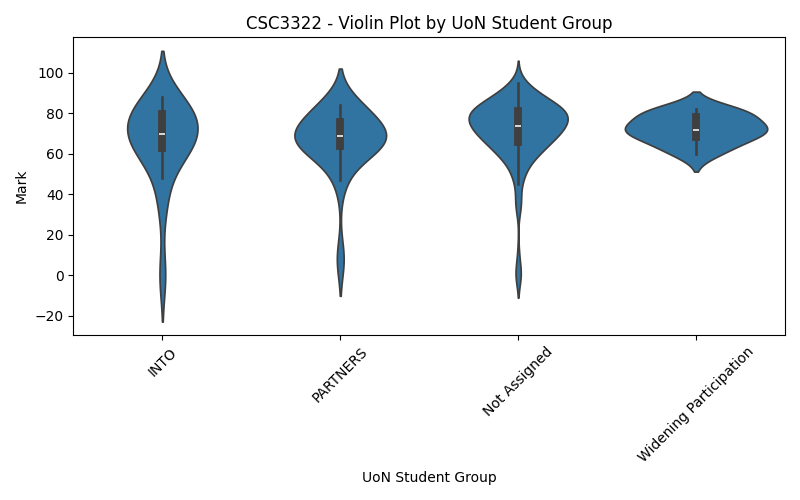 CSC3322 - Violin Plot by UoN Student Group
Mark
100
80
60
40
20
0
−20
INTO
PARTNERS
Not Assigned
Widening Participation
UoN Student Group